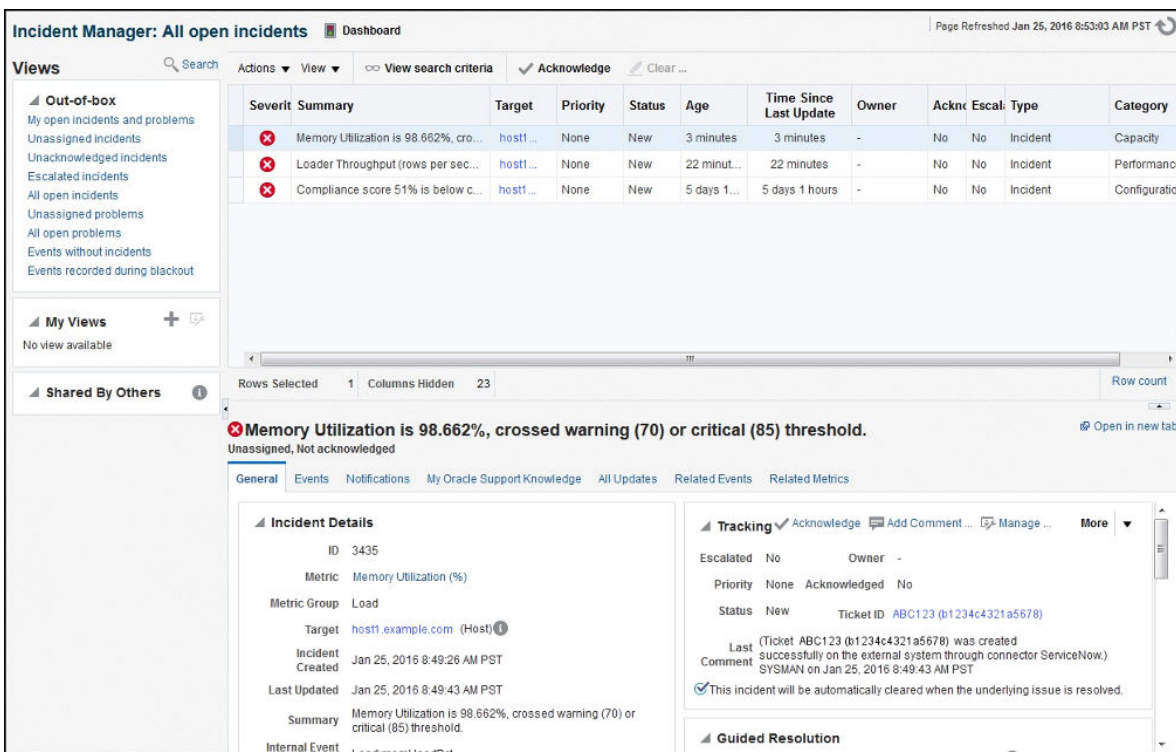 Incident Manager: All open incidents Dashboard
Page Refreshed Jan 25, 2016 8:53:03 AM PST
Views Search
Out-of-box
My open incidents and problems
Unassigned incidents
Unacknowledged incidents
Escalated incidents
All open incidents
Unassigned problems
All open problems
Events without incidents
Events recorded during blackout
My Views
No view available
Shared By Others
Actions View View search criteria Acknowledge Clear ...
Severit Summary Target Priority Status Age Time Since Last Update Owner Ackn Escal Type Category
Memory Utilization is 98.662%, cro... host1... None New 3 minutes 3 minutes - No No Incident Capacity
Loader Throughput (rows per sec... host1... None New 22 minut... 22 minutes - No No Incident Performanc
Compliance score 51% is below c... host1... None New 5 days 1... 5 days 1 hours - No No Incident Configuratio
Rows Selected 1 Columns Hidden 23 Row count
Memory Utilization is 98.662%, crossed warning (70) or critical (85) threshold. Open in new tab
Unassigned, Not acknowledged
General Events Notifications My Oracle Support Knowledge All Updates Related Events Related Metrics
Incident Details
ID 3435
Metric Memory Utilization (%)
Metric Group Load
Target host1.example.com (Host)
Incident Created Jan 25, 2016 8:49:26 AM PST
Last Updated Jan 25, 2016 8:49:43 AM PST
Summary Memory Utilization is 98.662%, crossed warning (70) or
critical (85) threshold.
Internal Event
Tracking Acknowledge Add Comment ... Manage ... More
Escalated No Owner -
Priority None Acknowledged No
Status New Ticket ID ABC123 (b1234c4321a5678)
Last Comment (Ticket ABC123 (b1234c4321a5678) was created
successfully on the external system through connector ServiceNow.)
SYSMAN on Jan 25, 2016 8:49:43 AM PST
This incident will be automatically cleared when the underlying issue is resolved.
Guided Resolution